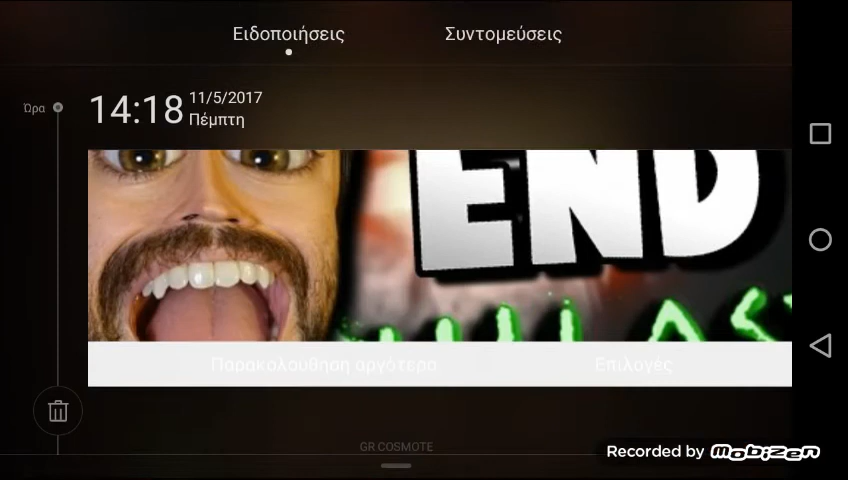 Ειδοποιήσεις Συντομεύσεις
Ώρα
14:18
11/5/2017
Πέμπτη
END
Παρακολούθηση αργότερα Επιλογές
GR COSMOTE
Recorded by Mobizen